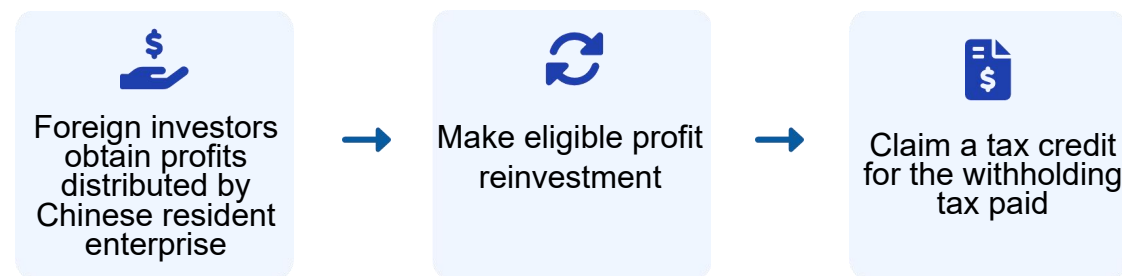 $
Foreign investors
obtain profits
distributed by
Chinese resident
enterprise
Make eligible profit
reinvestment
$
Claim a tax credit
for the withholding
tax paid